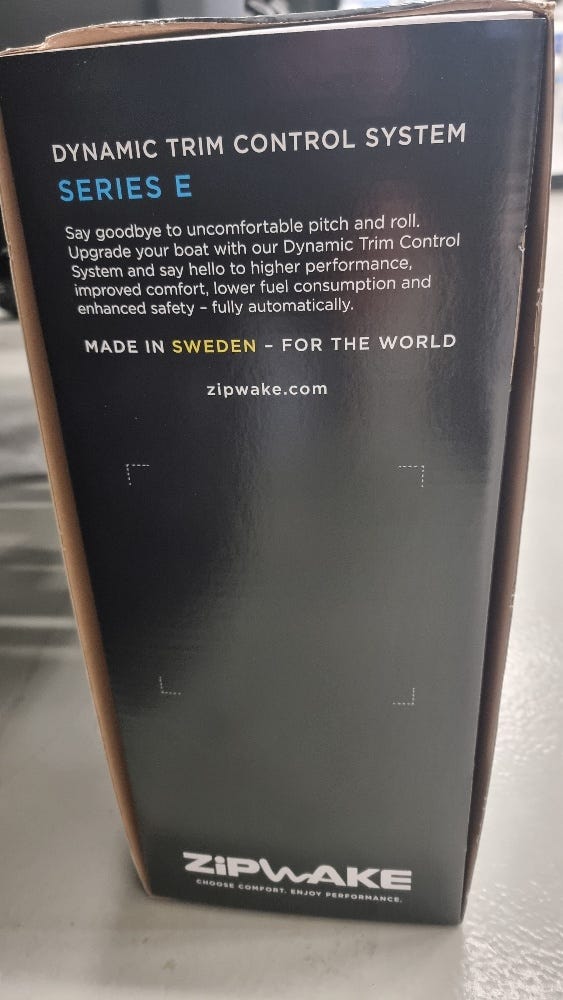 DYNAMIC TRIM CONTROL SYSTEM
SERIES E
Say goodbye to uncomfortable pitch and roll.
Upgrade your boat with our Dynamic Trim Control
System and say hello to higher performance,
improved comfort, lower fuel consumption and
enhanced safety – fully automatically.
MADE IN SWEDEN – FOR THE WORLD
zipwake.com
ZiPWAKE
CHOOSE COMFORT. ENJOY PERFORMANCE.